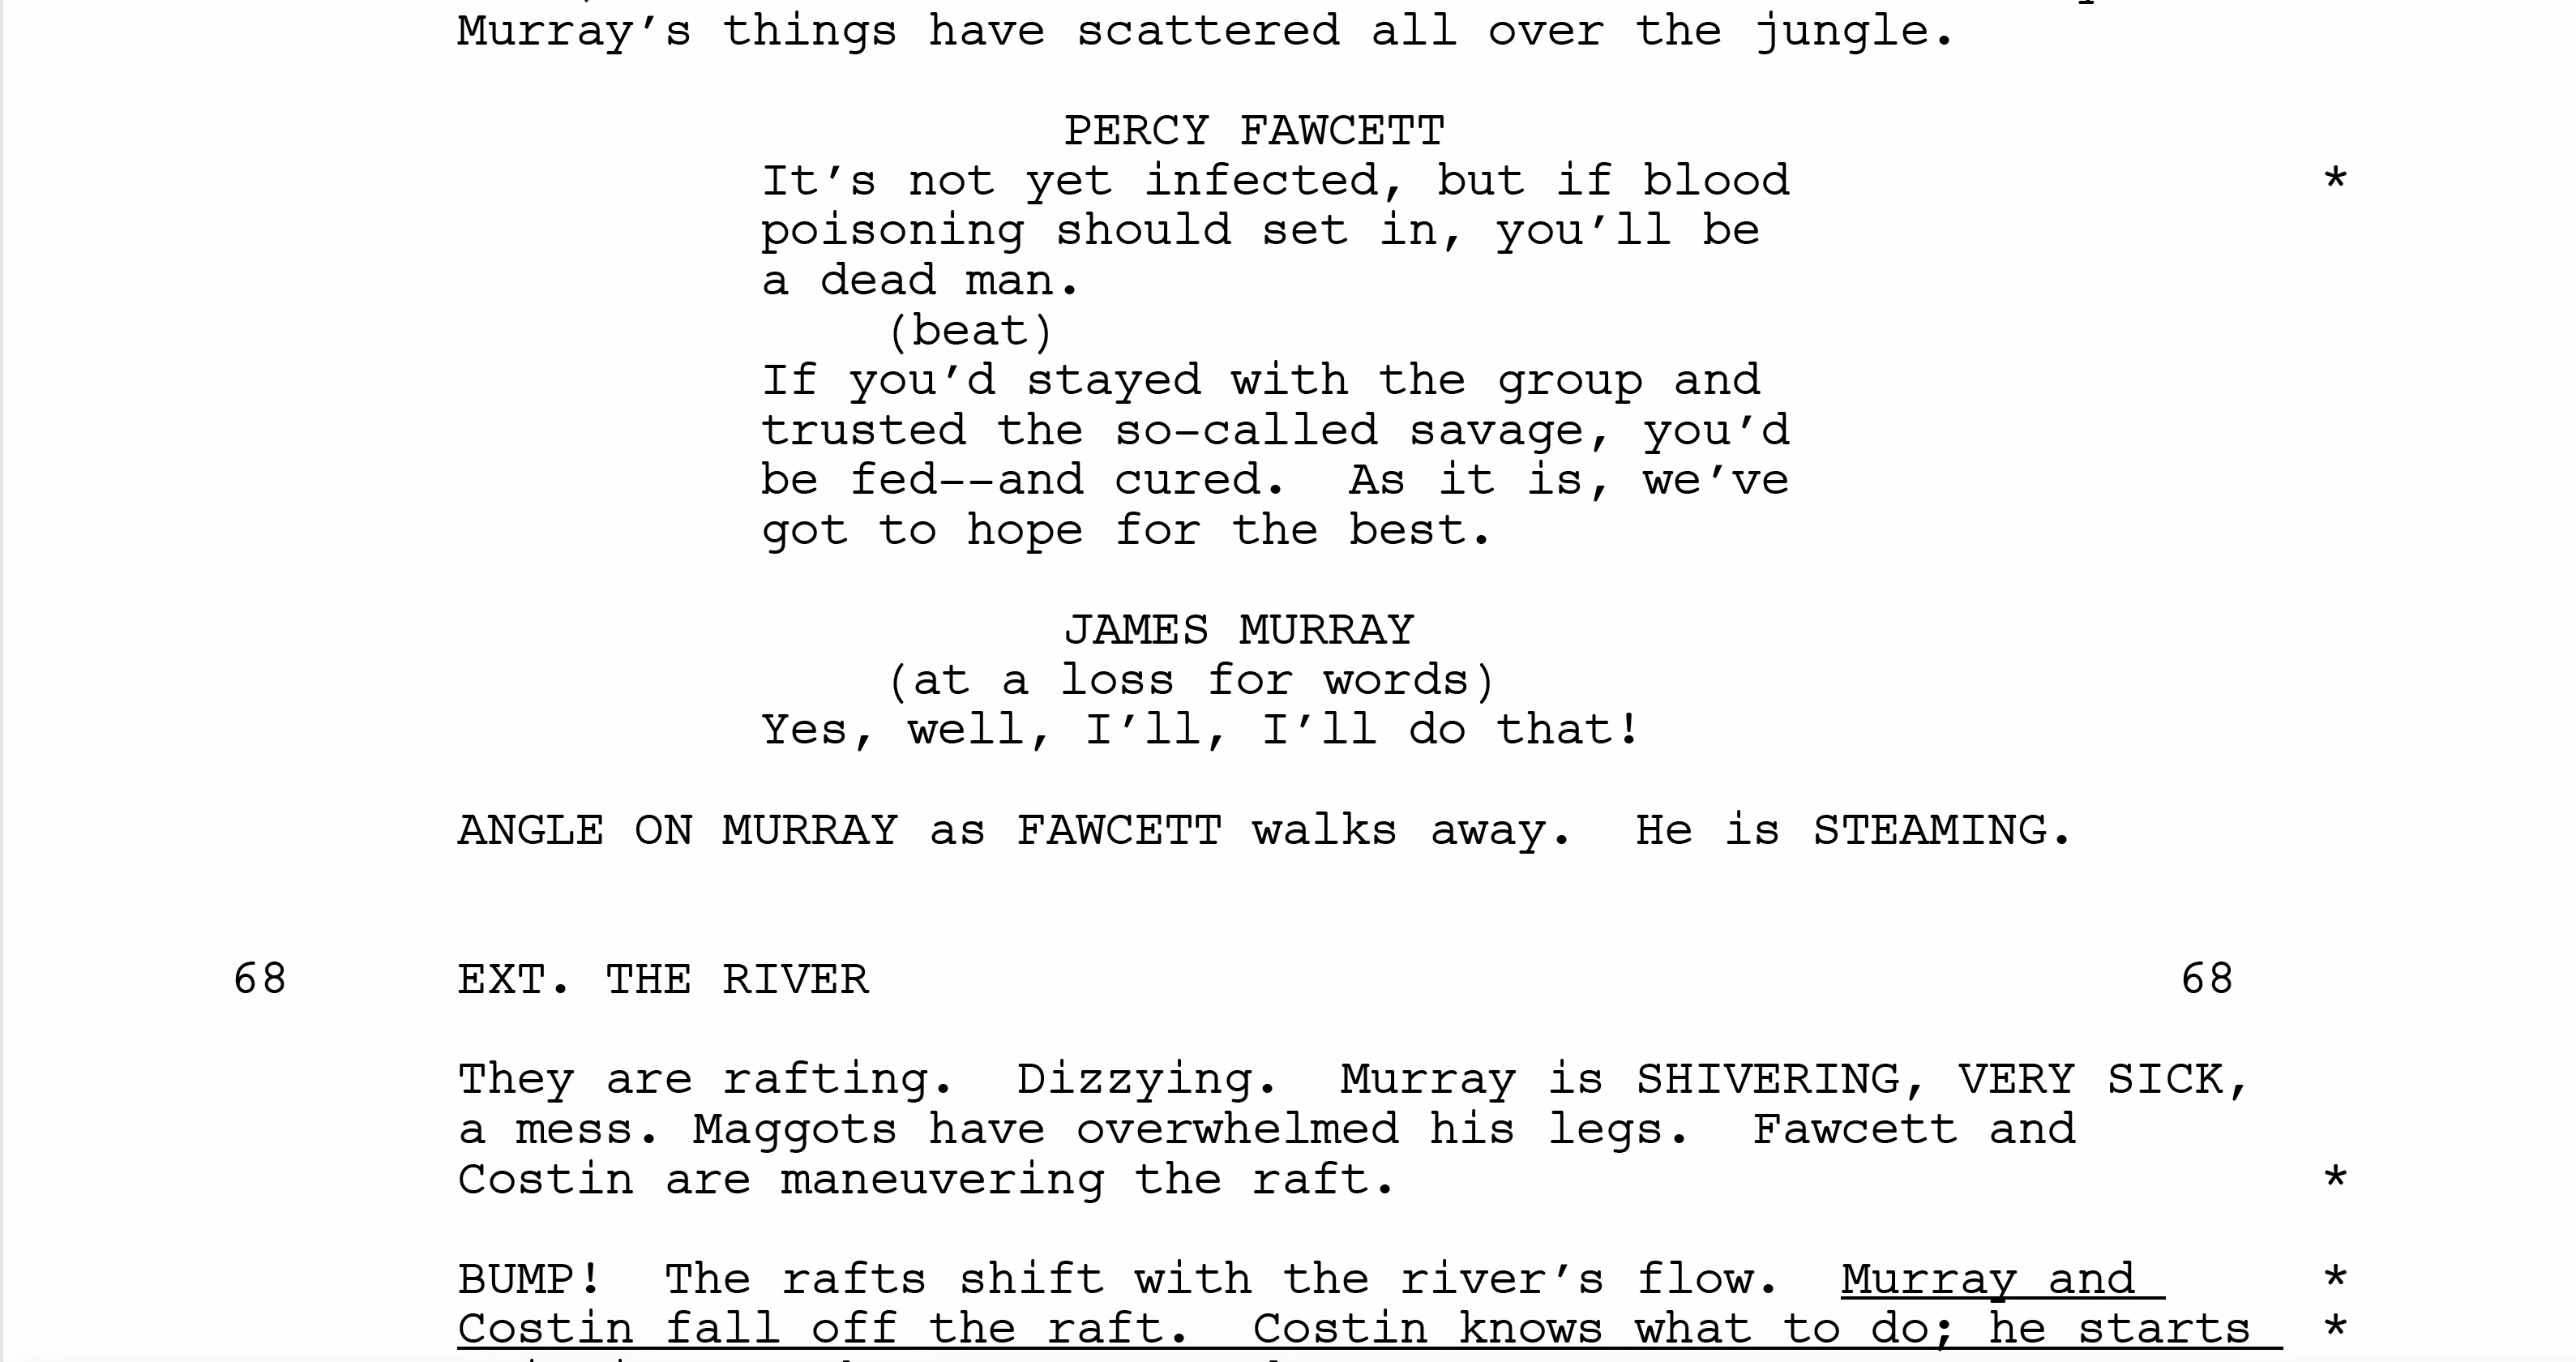 Murray’s things have scattered all over the jungle.
PERCY FAWCETT
It’s not yet infected, but if blood *
poisoning should set in, you’ll be
a dead man.
(beat)
If you’d stayed with the group and
trusted the so-called savage, you’d
be fed--and cured.  As it is, we’ve
got to hope for the best.
JAMES MURRAY
(at a loss for words)
Yes, well, I’ll, I’ll do that!
ANGLE ON MURRAY as FAWCETT walks away.  He is STEAMING.
68 EXT. THE RIVER 68
They are rafting.  Dizzying.  Murray is SHIVERING, VERY SICK,
a mess. Maggots have overwhelmed his legs.  Fawcett and
Costin are maneuvering the raft. *
BUMP!  The rafts shift with the river’s flow.  Murray and *
Costin fall off the raft.  Costin knows what to do; he starts *